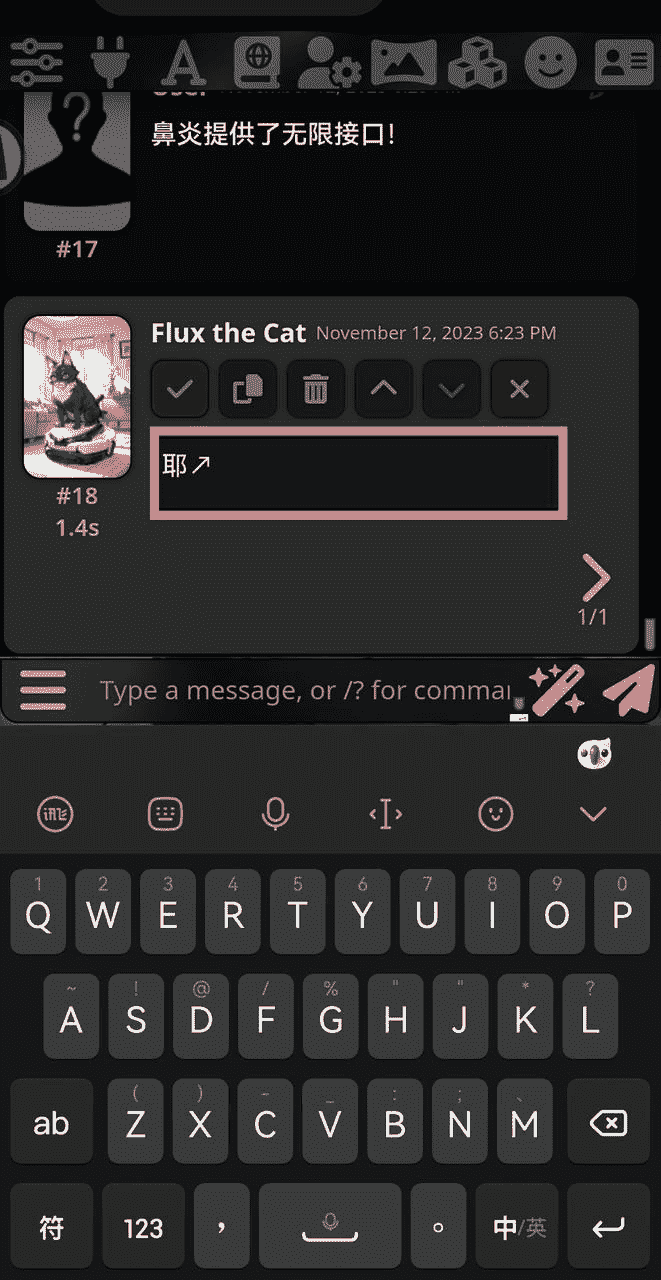 鼻炎提供了无限接口!
#17
Flux the Cat November 12, 2023 6:23 PM
耶↗
#18
1.4s
1/1
Type a message, or /? for comman
1 2 3 4 5 6 7 8 9 0
Q W E R T Y U I O P
~ ! @ / % " " * ?
A S D F G H J K L
( ) - _ : ; 、
ab Z X C V B N M
符 123 , 。 中/英